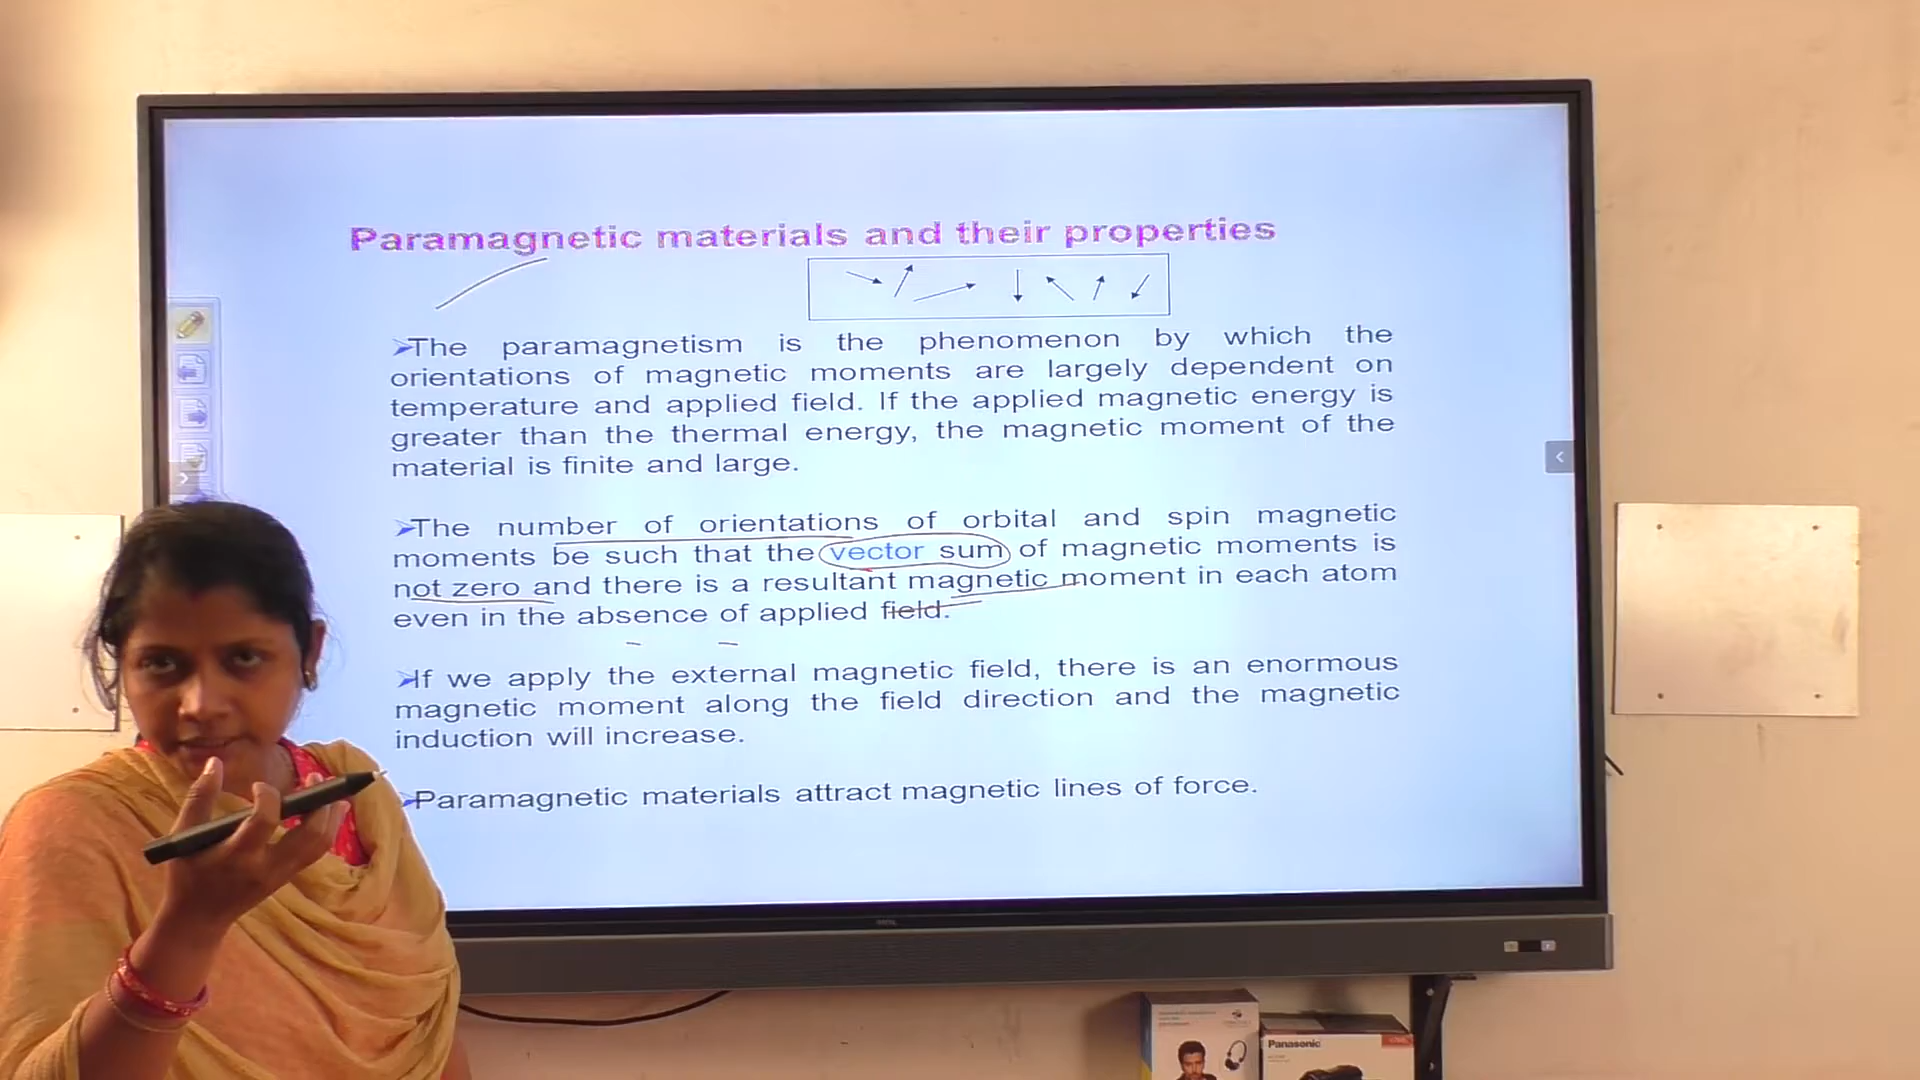 Paramagnetic materials and their properties
The paramagnetism is the phenomenon by which the
orientations of magnetic moments are largely dependent on
temperature and applied field. If the applied magnetic energy is
greater than the thermal energy, the magnetic moment of the
material is finite and large.
The number of orientations of orbital and spin magnetic
moments be such that the vector sum of magnetic moments is
not zero and there is a resultant magnetic moment in each atom
even in the absence of applied field.
If we apply the external magnetic field, there is an enormous
magnetic moment along the field direction and the magnetic
induction will increase.
Paramagnetic materials attract magnetic lines of force.
Panasonic